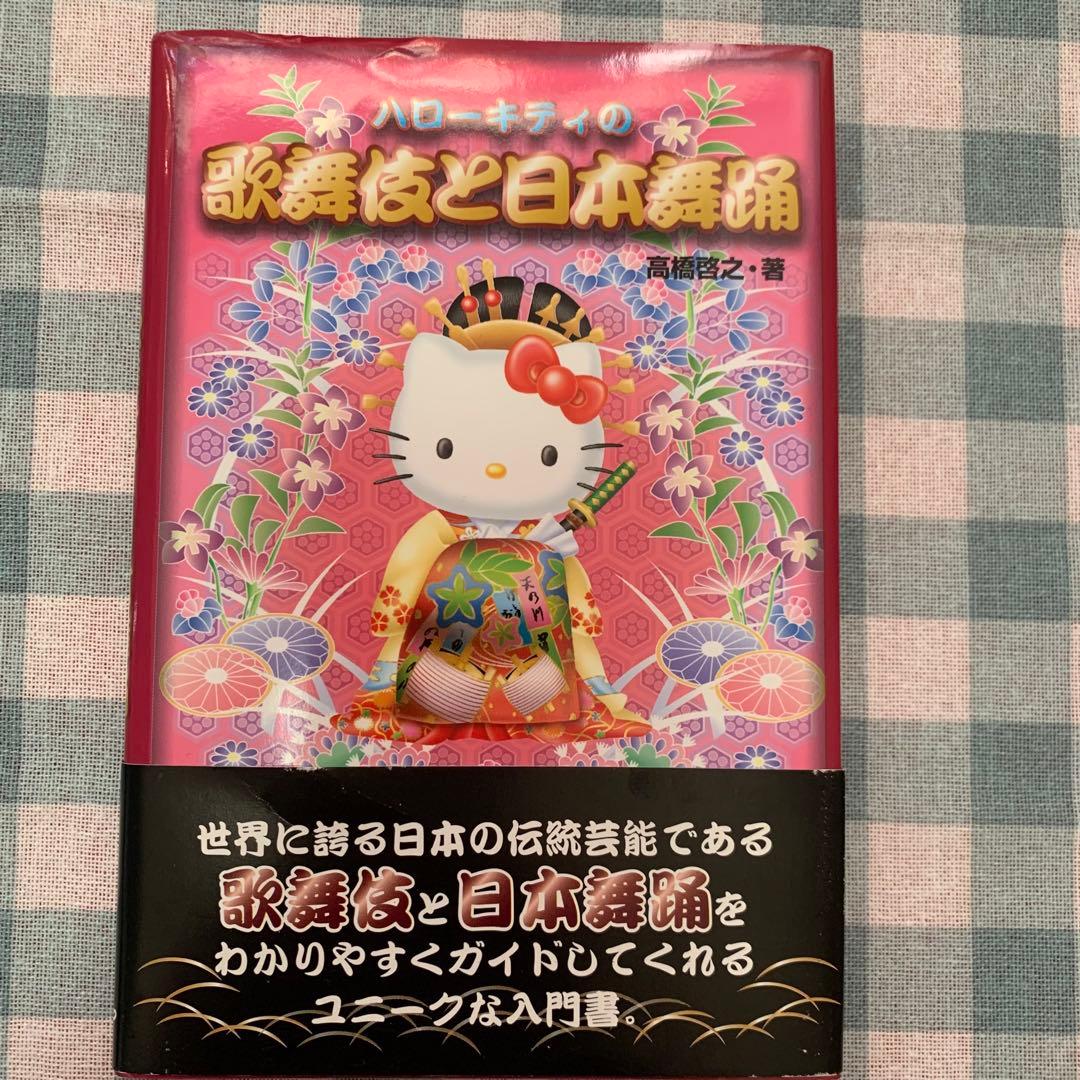 ハローキティの
歌舞伎と日本舞踊
高橋啓之・著
天の川
世界に誇る日本の伝統芸能である
歌舞伎と日本舞踊を
わかりやすくガイドしてくれる
ユニークな入門書。